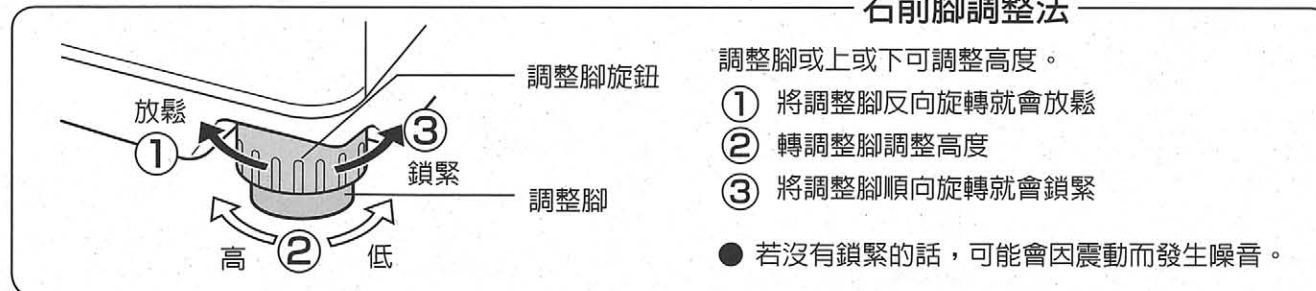 右前腳調整法
放鬆
①
③
鎖緊
高
②
低
調整腳旋鈕
調整腳
調整腳或上或下可調整高度。
① 將調整腳反向旋轉就會放鬆
② 轉調整腳調整高度
③ 將調整腳順向旋轉就會鎖緊
● 若沒有鎖緊的話，可能會因震動而發生噪音。